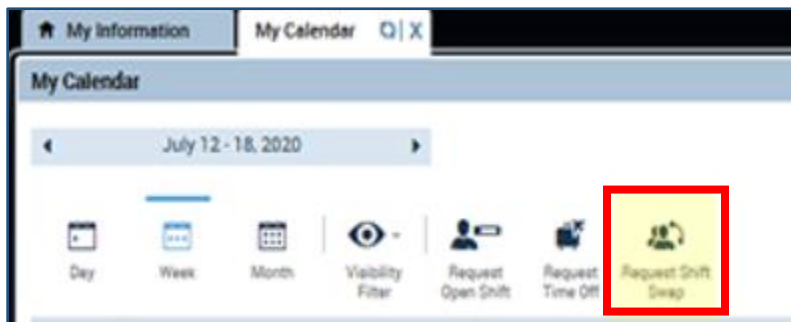 My Information
My Calendar
X
My Calendar
July 12 - 18, 2020
Day
Week
Month
Visibility
Filter
Request
Open Shift
Request
Time Off
Request Shift
Swap